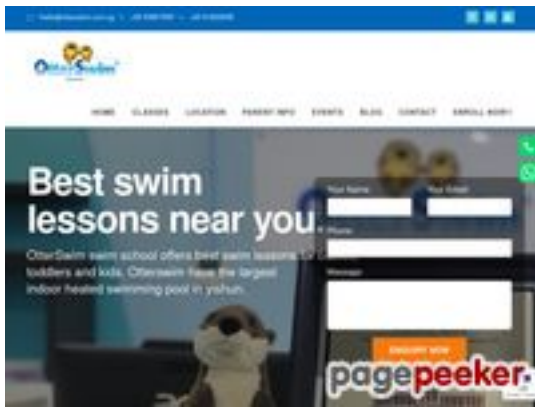 OtterSwim
HOME CLASSES LOCATION PARENT INFO EVENTS BLOG CONTACT ENROLL NOW!
Best swim
lessons near you
Your Name Your Email
Phone
OtterSwim swim school offers best swim lessons for
toddlers and kids. Otterswim have the largest
indoor heated swimming pool in yishun.
Message
ENQUIRY NOW
pagepeeker